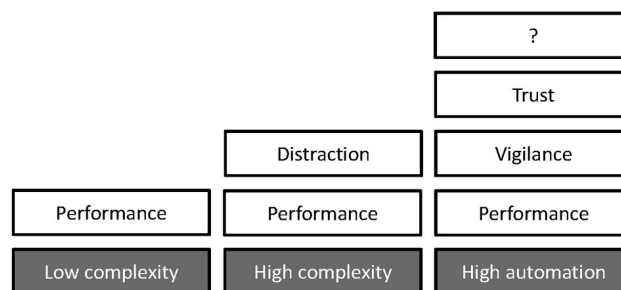 ?
Trust
Distraction Vigilance
Performance Performance Performance
Low complexity High complexity High automation